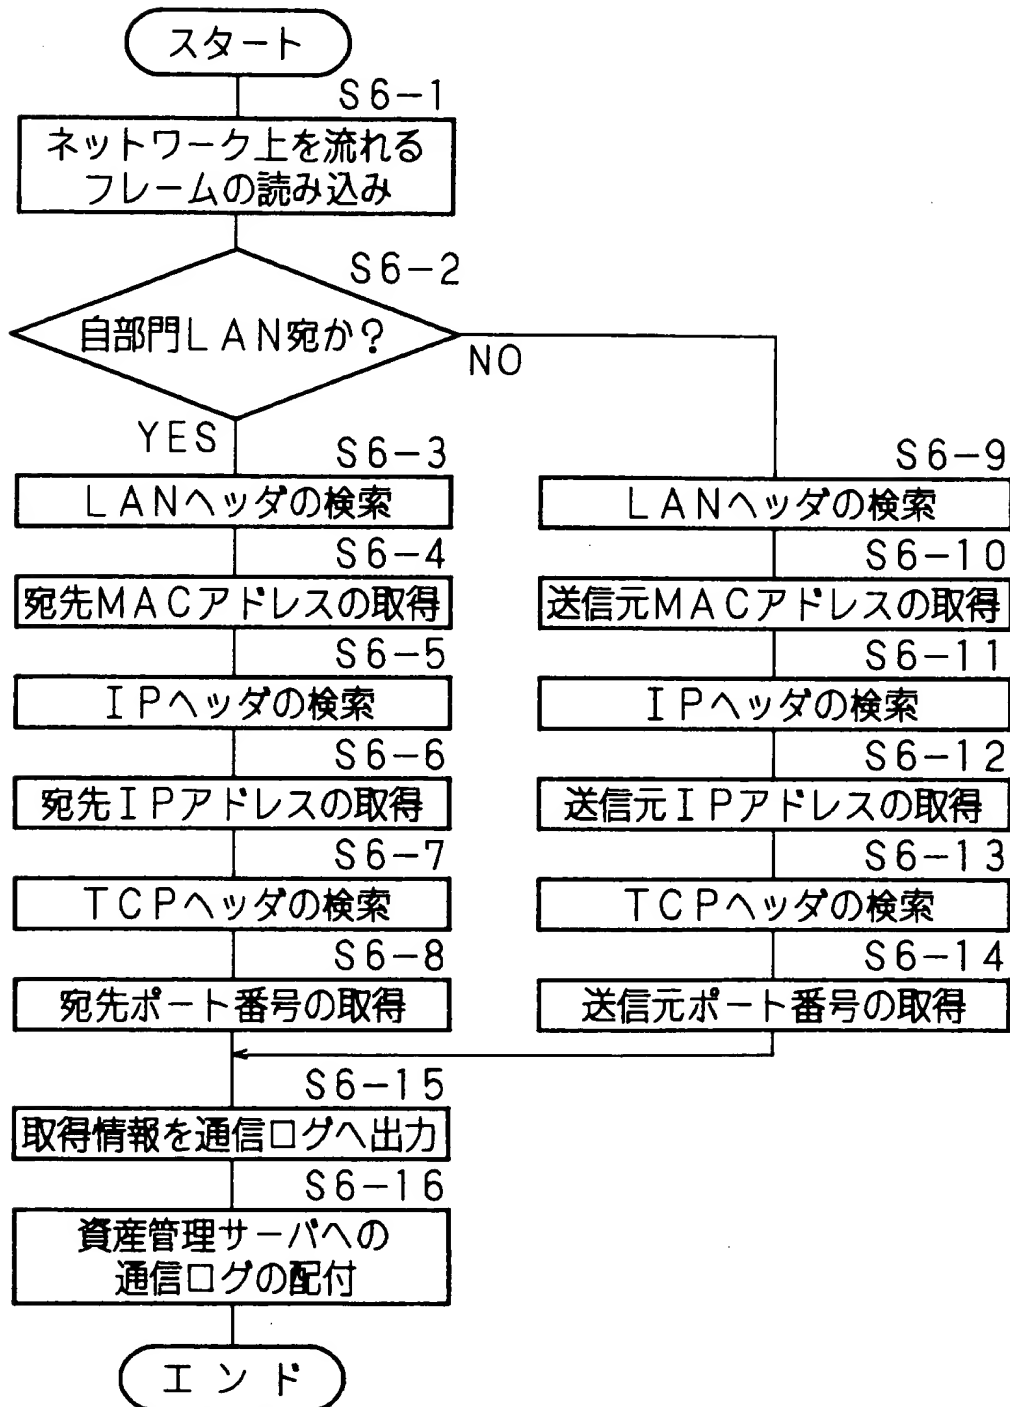 スタート
S6-1
ネットワーク上を流れる
フレームの読み込み
S6-2
自部門LAN宛か?
NO
YES
S6-3
LANヘッダの検索
S6-4
宛先MACアドレスの取得
S6-5
IPヘッダの検索
S6-6
宛先IPアドレスの取得
S6-7
TCPヘッダの検索
S6-8
宛先ポート番号の取得
S6-9
LANヘッダの検索
S6-10
送信元MACアドレスの取得
S6-11
IPヘッダの検索
S6-12
送信元IPアドレスの取得
S6-13
TCPヘッダの検索
S6-14
送信元ポート番号の取得
S6-15
取得情報を通信ログへ出力
S6-16
資産管理サーバへの
通信ログの配付
エンド